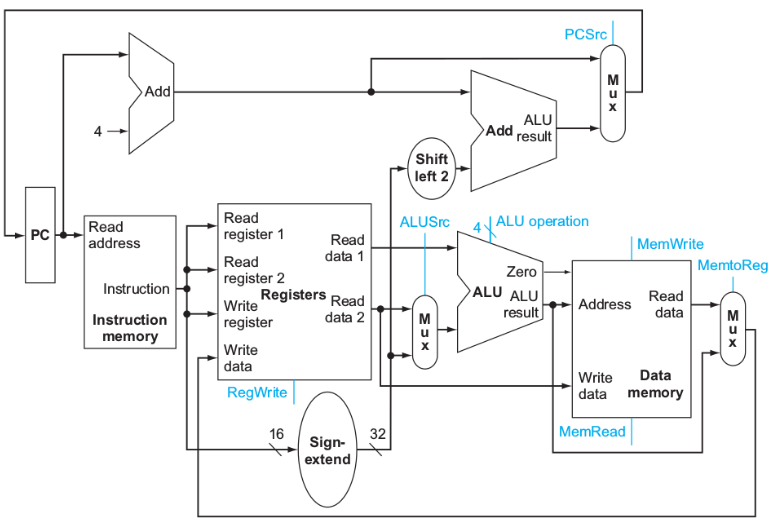 PCSrc
M
u
x
Add
4
Add
ALU
result
Shift
left 2
PC
Read
address
Instruction
Instruction
memory
Read
register 1
Read
register 2
Write
register
Write
data
Registers
Read
data 1
Read
data 2
RegWrite
16
Sign-
extend
32
ALUSrc
M
u
x
4
ALU operation
Zero
ALU
ALU
result
MemWrite
Address
Read
data
Write
data
Data
memory
MemRead
MemtoReg
M
u
x